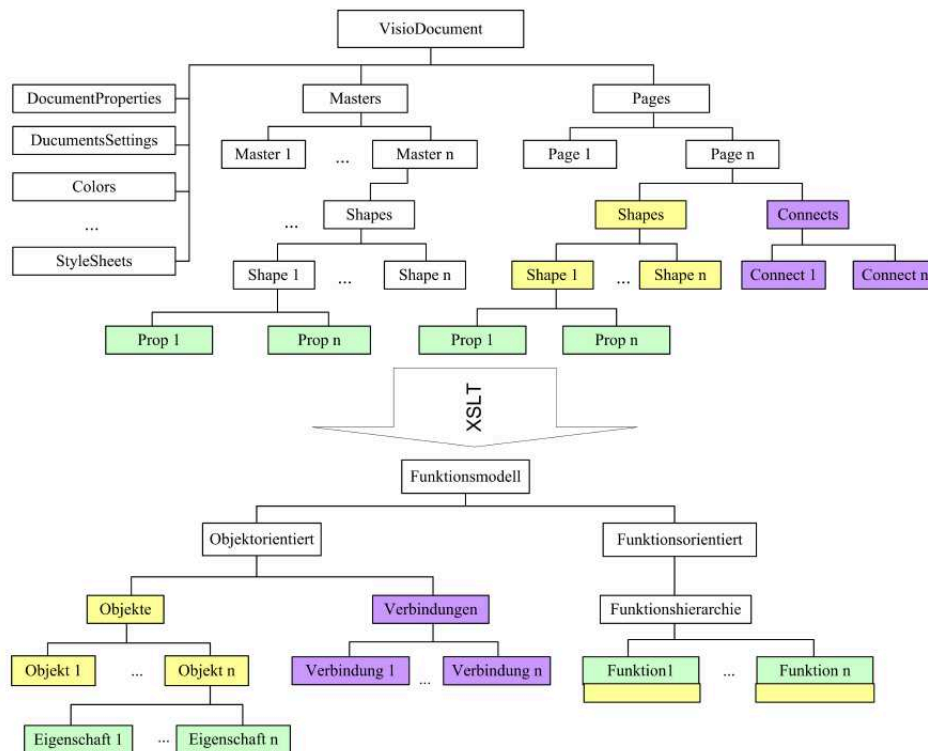 VisioDocument
DocumentProperties
Masters
Pages
DucumentsSettings
Master 1
...
Master n
Page 1
Page n
Colors
...
Shapes
Shapes
Connects
...
StyleSheets
Shape 1
...
Shape n
Shape 1
...
Shape n
Connect 1
Connect n
Prop 1
Prop n
Prop 1
Prop n
XSLT
Funktionsmodell
Objektorientiert
Funktionsorientiert
Objekte
Verbindungen
Funktionshierarchie
Objekt 1
...
Objekt n
Verbindung 1
...
Verbindung n
Funktion1
...
Funktion n
Eigenschaft 1
...
Eigenschaft n